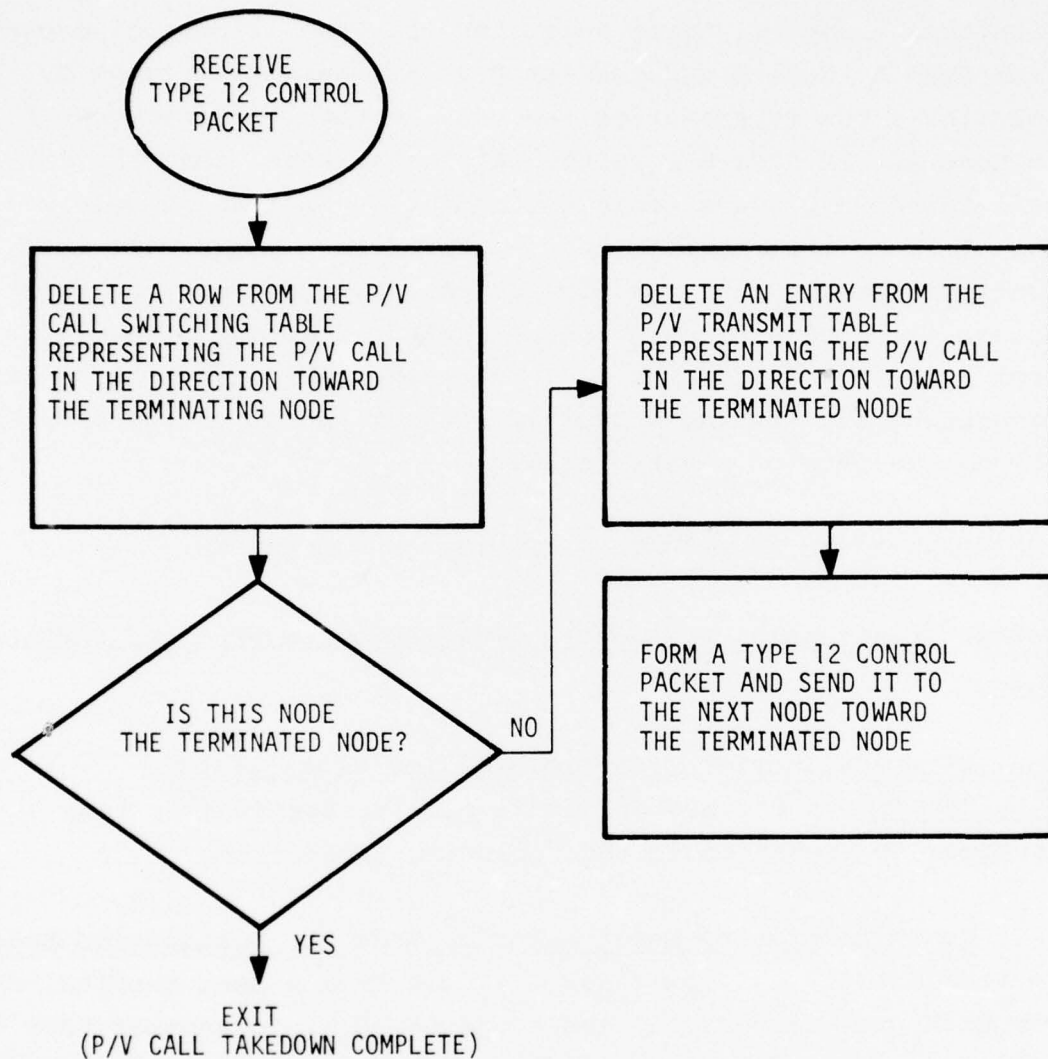 RECEIVE
TYPE 12 CONTROL
PACKET
DELETE A ROW FROM THE P/V
CALL SWITCHING TABLE
REPRESENTING THE P/V CALL
IN THE DIRECTION TOWARD
THE TERMINATING NODE
IS THIS NODE
THE TERMINATED NODE?
NO
YES
EXIT
(P/V CALL TAKEDOWN COMPLETE)
DELETE AN ENTRY FROM THE
P/V TRANSMIT TABLE
REPRESENTING THE P/V CALL
IN THE DIRECTION TOWARD
THE TERMINATED NODE
FORM A TYPE 12 CONTROL
PACKET AND SEND IT TO
THE NEXT NODE TOWARD
THE TERMINATED NODE